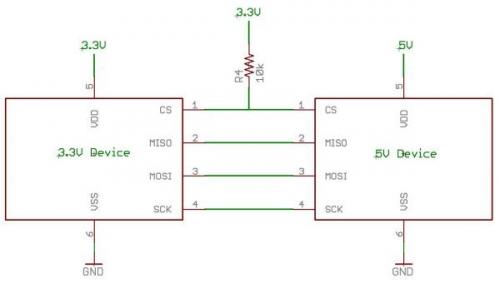 3.3V
3.3V
5V
R4
10k
5
5
VDD
VDD
CS
1
1
CS
MISO
2
2
MISO
3.3V Device
5V Device
MOSI
3
3
MOSI
VSS
VSS
SCK
4
4
SCK
6
6
GND
GND